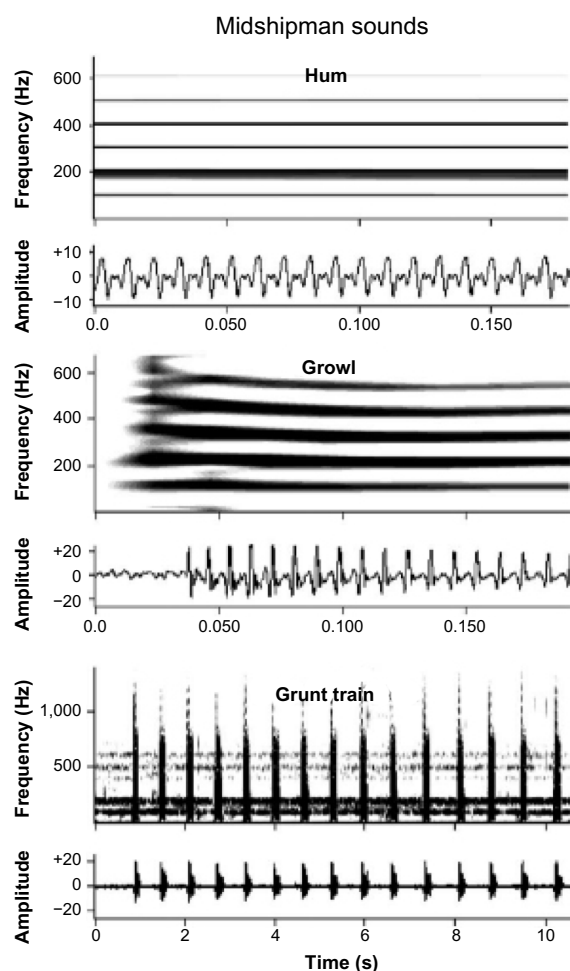 Midshipman sounds
Hum
Frequency (Hz)
600
400
200
Amplitude
+10
0
−10
0.0 0.050 0.100 0.150
Growl
Frequency (Hz)
600
400
200
Amplitude
+20
0
−20
0.0 0.050 0.100 0.150
Grunt train
Frequency (Hz)
1,000
500
Amplitude
+20
0
−20
0 2 4 6 8 10
Time (s)